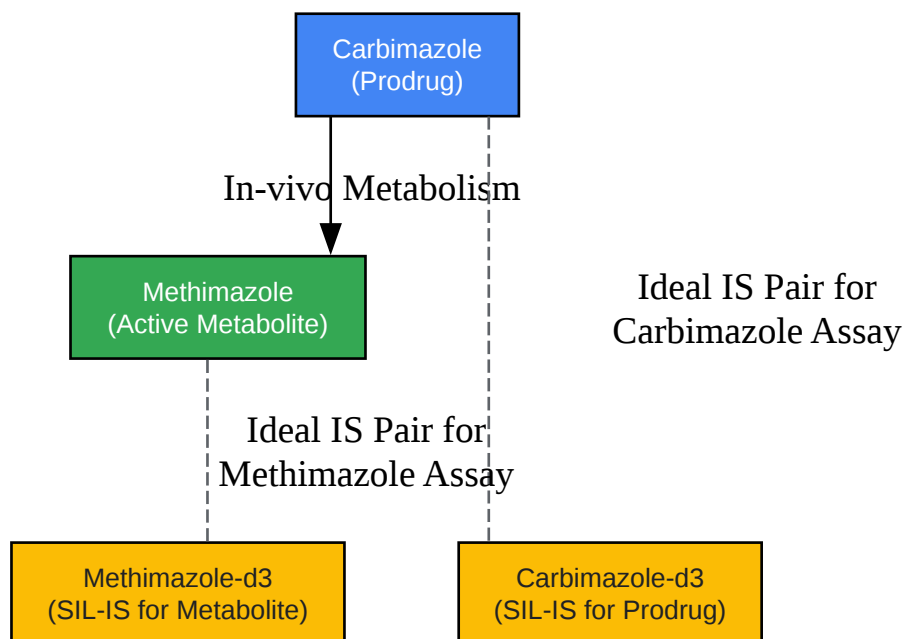 Carbimazole
(Prodrug)
In-vivo Metabolism
Methimazole
(Active Metabolite)
Ideal IS Pair for
Carbimazole Assay
Ideal IS Pair for
Methimazole Assay
Methimazole-d3
(SIL-IS for Metabolite)
Carbimazole-d3
(SIL-IS for Prodrug)